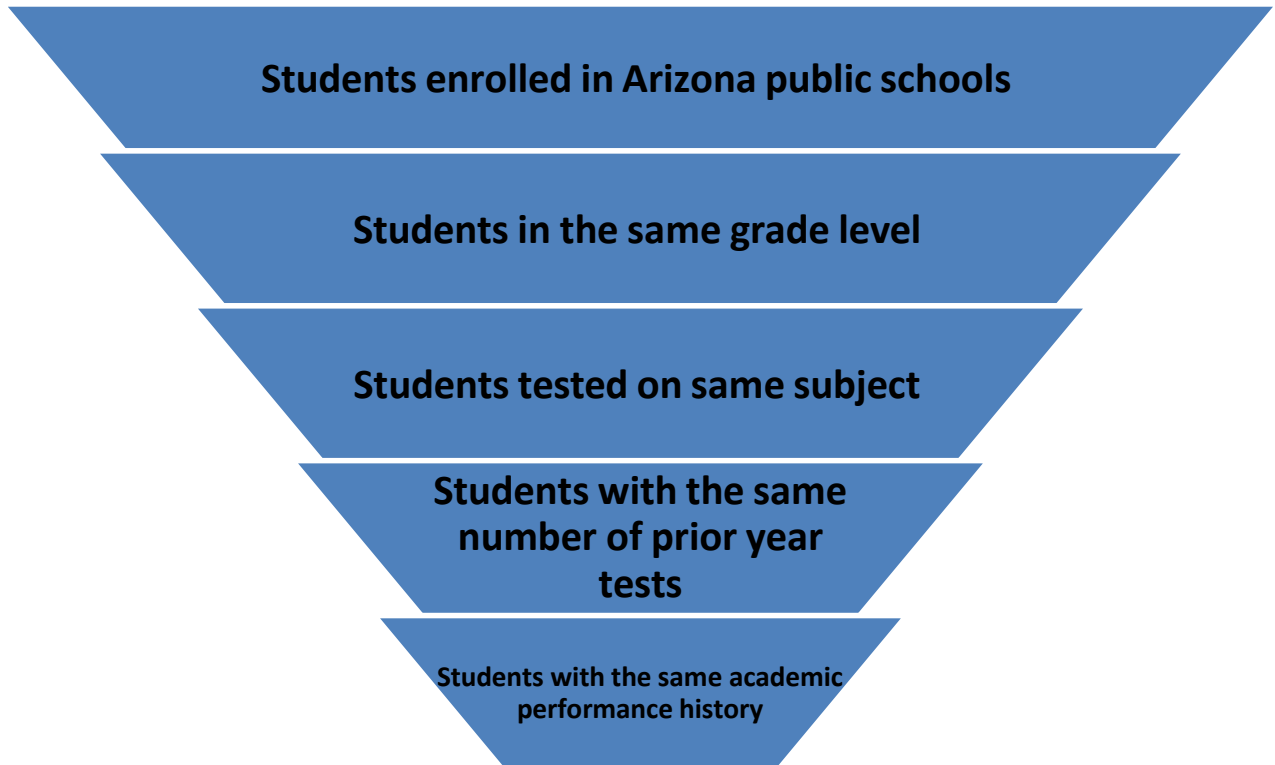 Students enrolled in Arizona public schools
Students in the same grade level
Students tested on same subject
Students with the same
number of prior year
tests
Students with the same academic
performance history